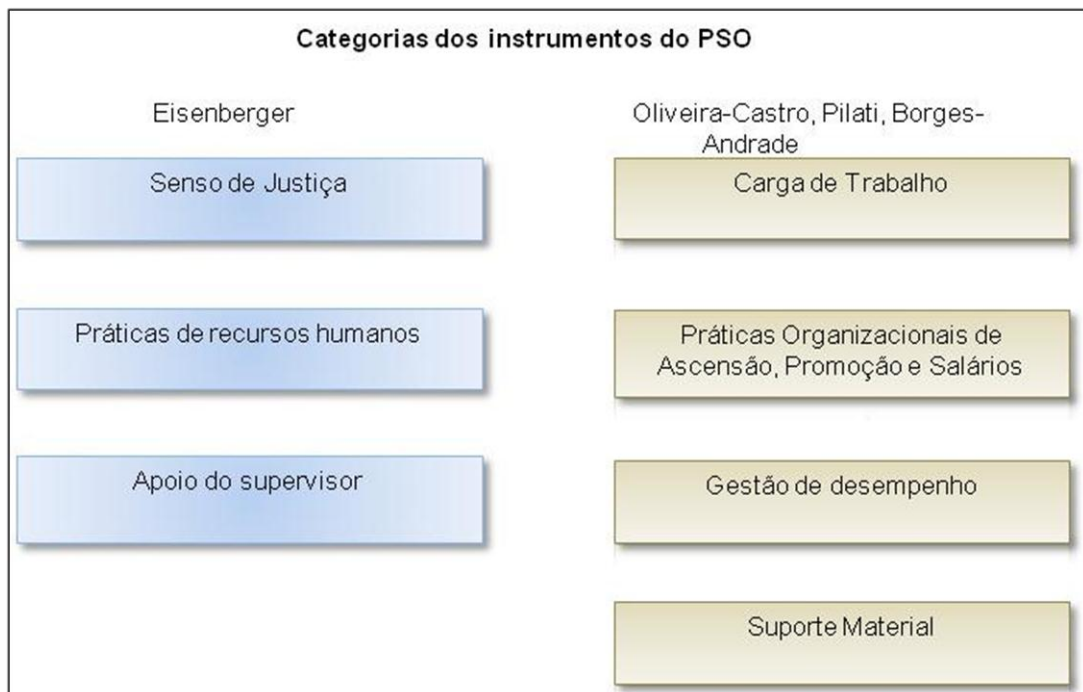 Categorias dos instrumentos do PSO
Eisenberger
Senso de Justiça
Práticas de recursos humanos
Apoio do supervisor
Oliveira-Castro, Pilati, Borges-
Andrade
Carga de Trabalho
Práticas Organizacionais de
Ascensão, Promoção e Salários
Gestão de desempenho
Suporte Material